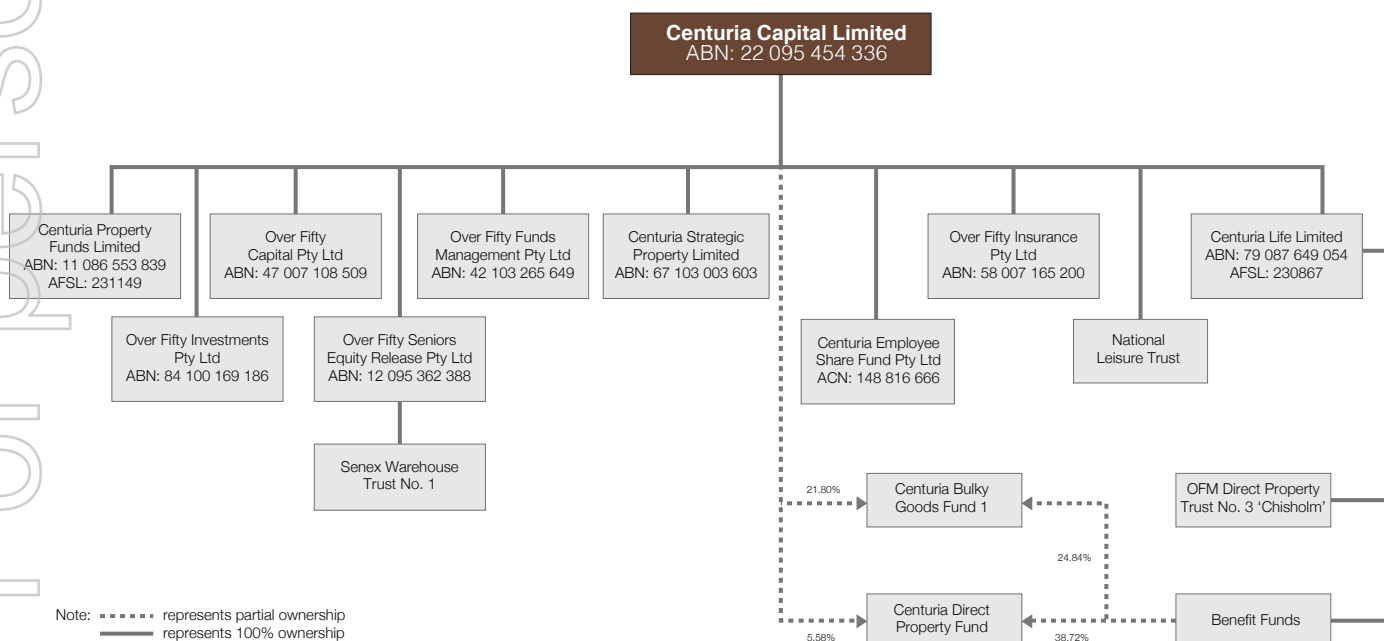 Centuria Capital Limited
ABN: 22 095 454 336
Centuria Property
Funds Limited
ABN: 11 086 553 839
AFSL: 231149
Over Fifty
Capital Pty Ltd
ABN: 47 007 108 509
Over Fifty Funds
Management Pty Ltd
ABN: 42 103 265 649
Centuria Strategic
Property Limited
ABN: 67 103 003 603
Over Fifty Insurance
Pty Ltd
ABN: 58 007 165 200
Centuria Life Limited
ABN: 79 087 649 054
AFSL: 230867
Over Fifty Investments
Pty Ltd
ABN: 84 100 169 186
Over Fifty Seniors
Equity Release Pty Ltd
ABN: 12 095 362 388
Centuria Employee
Share Fund Pty Ltd
ACN: 148 816 666
National
Leisure Trust
Senex Warehouse
Trust No. 1
21.80%
Centuria Bulky
Goods Fund 1
OFM Direct Property
Trust No. 3 ‘Chisholm’
24.84%
5.58%
Centuria Direct
Property Fund
38.72%
Benefit Funds
Note: represents partial ownership
represents 100% ownership